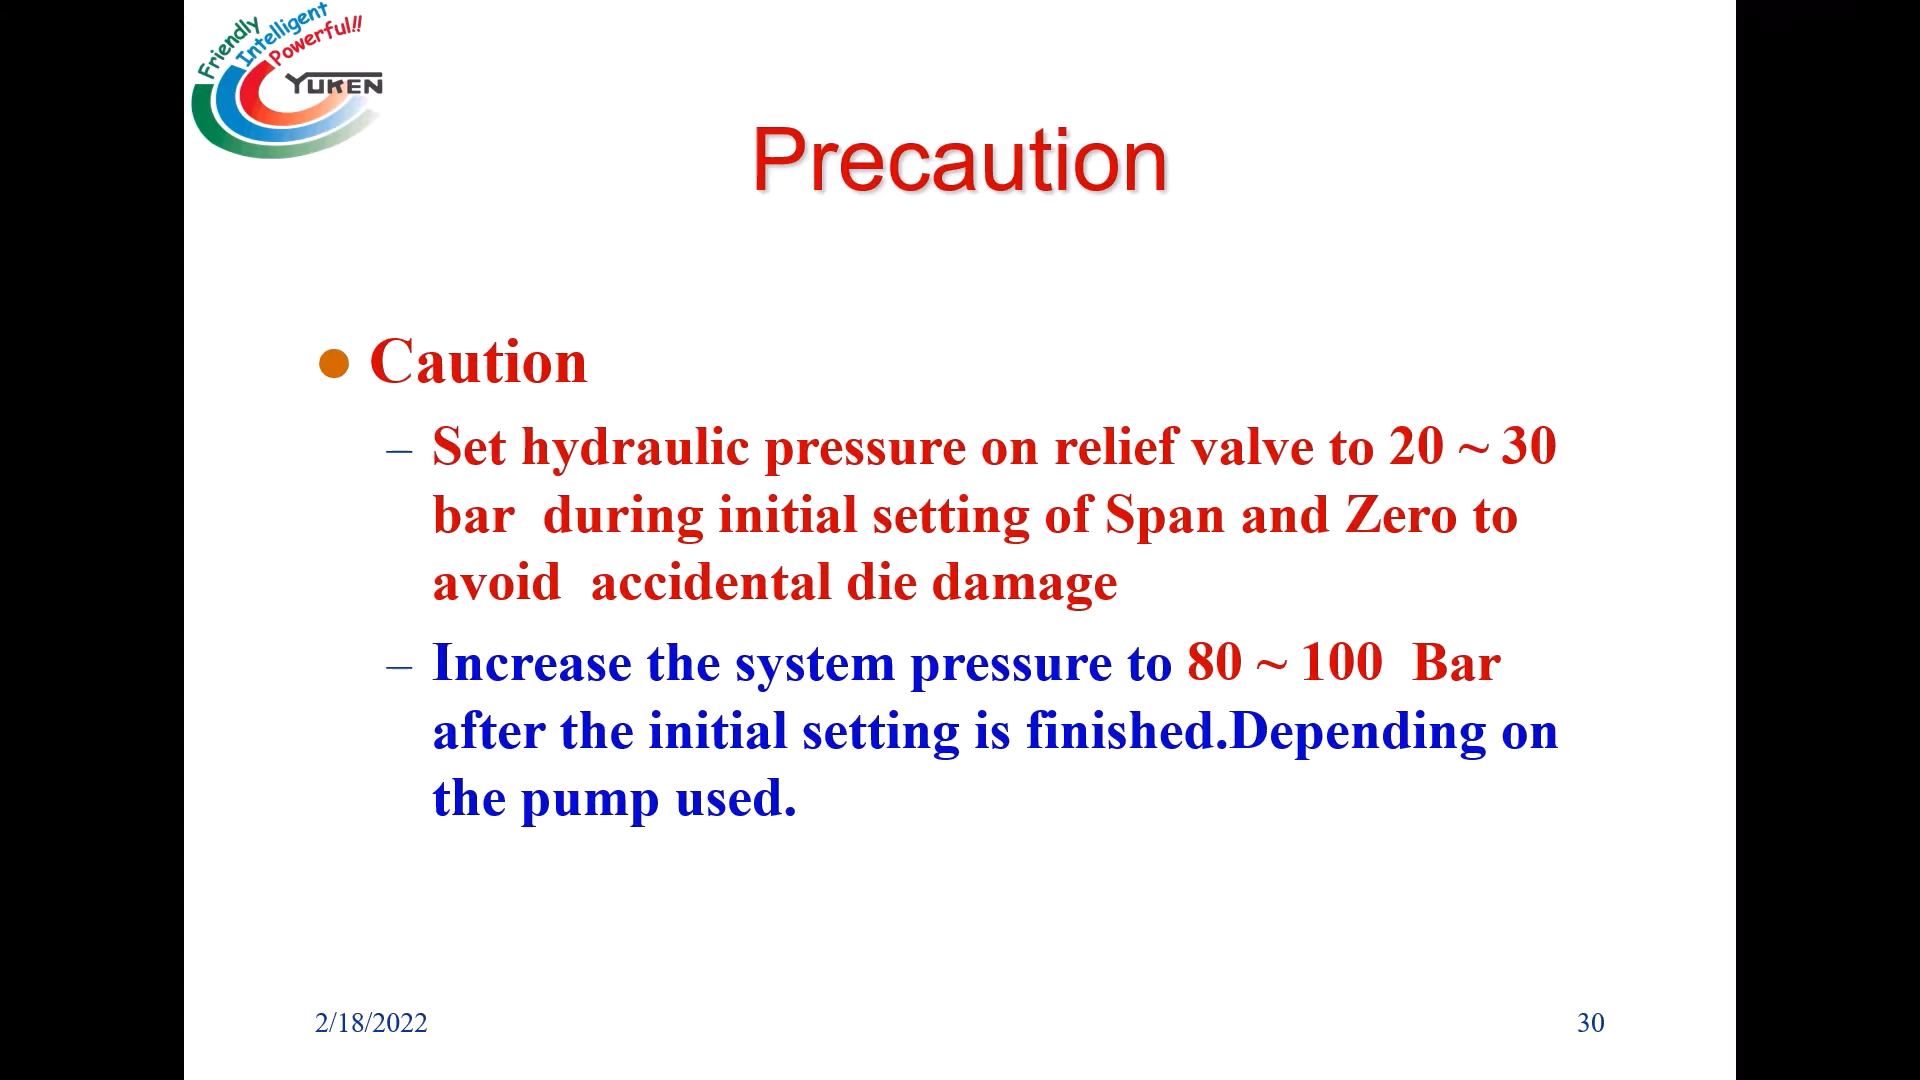 Friendly
Intelligent
Powerful!!
YUKEN
Precaution
Caution
– Set hydraulic pressure on relief valve to 20 ~ 30
bar during initial setting of Span and Zero to
avoid accidental die damage
– Increase the system pressure to 80 ~ 100 Bar
after the initial setting is finished.Depending on
the pump used.
2/18/2022
30